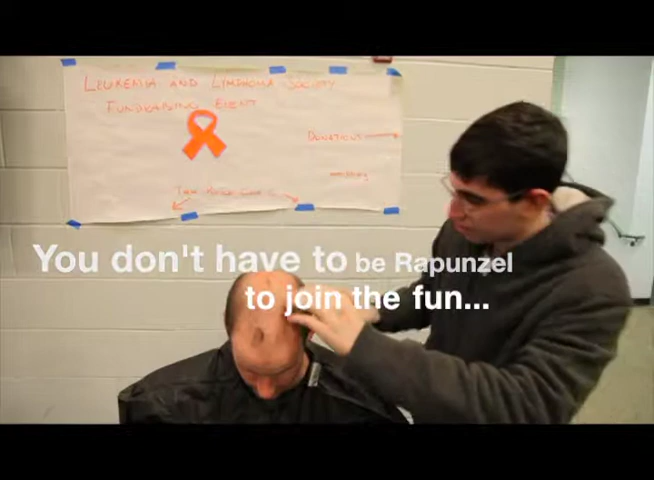 LEUKEMIA AND LYMPHOMA SOCIETY
FUNDRAISING EVENT
DONATIONS
You don't have to be Rapunzel
to join the fun...